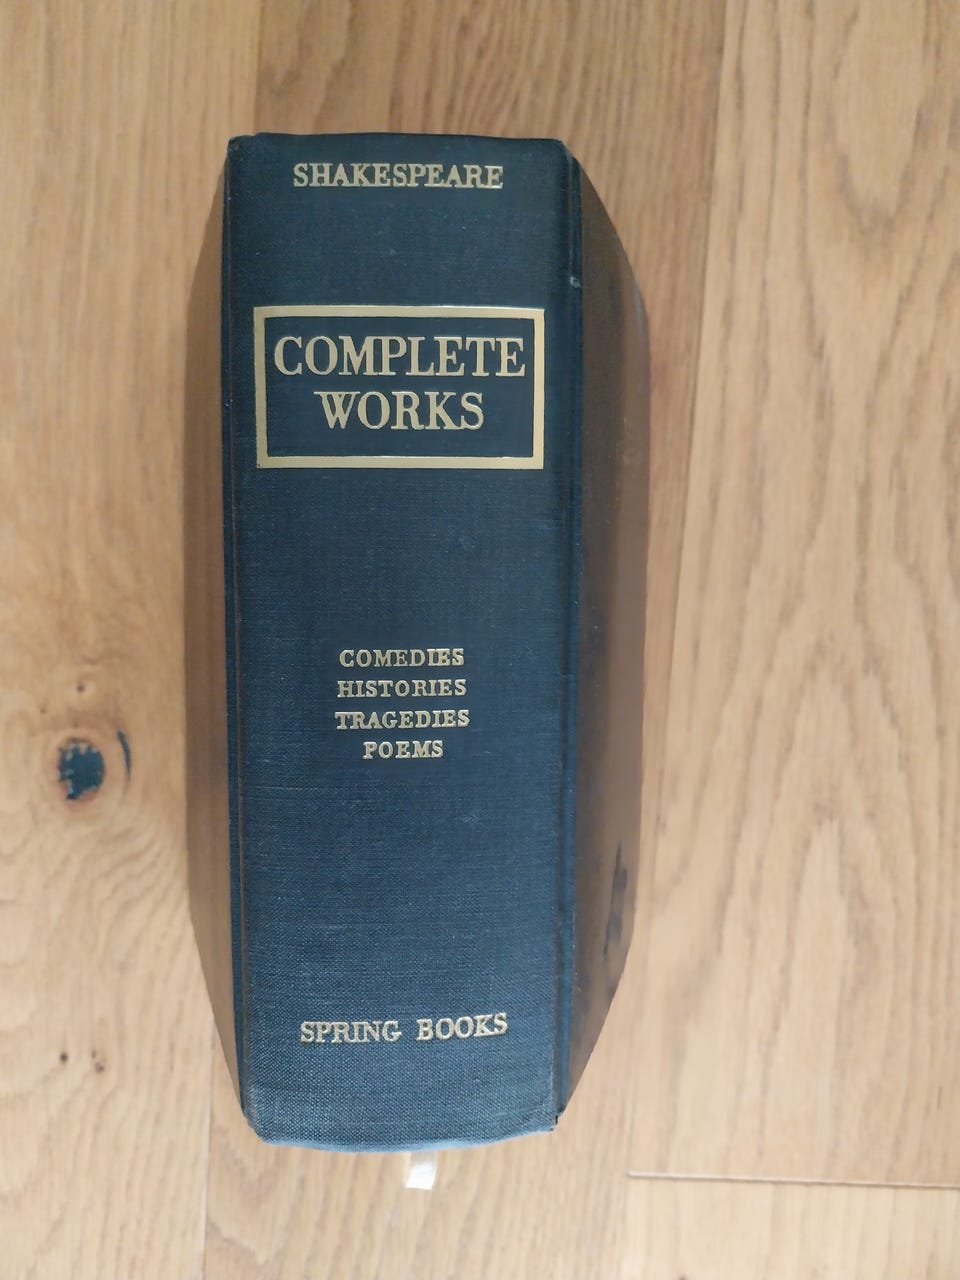 SHAKESPEARE
COMPLETE
WORKS
COMEDIES
HISTORIES
TRAGEDIES
POEMS
SPRING BOOKS